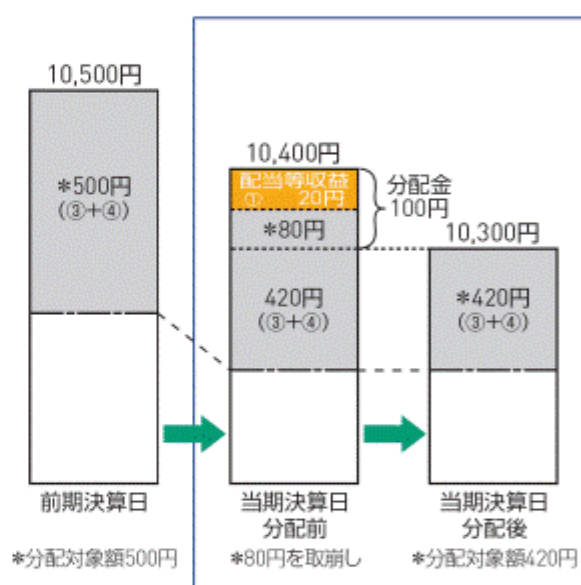 10,500円
*500円
(③+④)
前期決算日
*分配対象額500円
10,400円
配当等収益
① 20円
*80円
420円
(③+④)
分配金
100円
当期決算日
分配前
*80円を取崩し
10,300円
*420円
(③+④)
当期決算日
分配後
*分配対象額420円